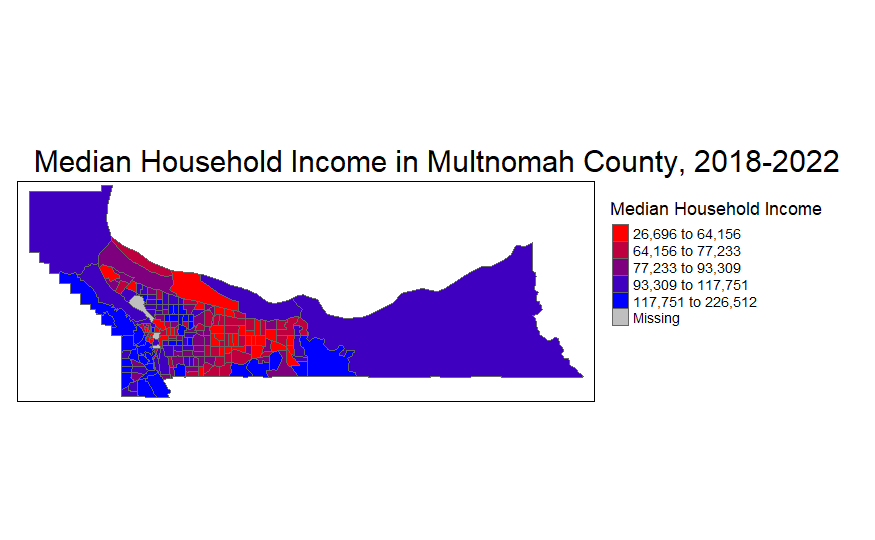 Median Household Income in Multnomah County, 2018-2022
Median Household Income
26,696 to 64,156
64,156 to 77,233
77,233 to 93,309
93,309 to 117,751
117,751 to 226,512
Missing